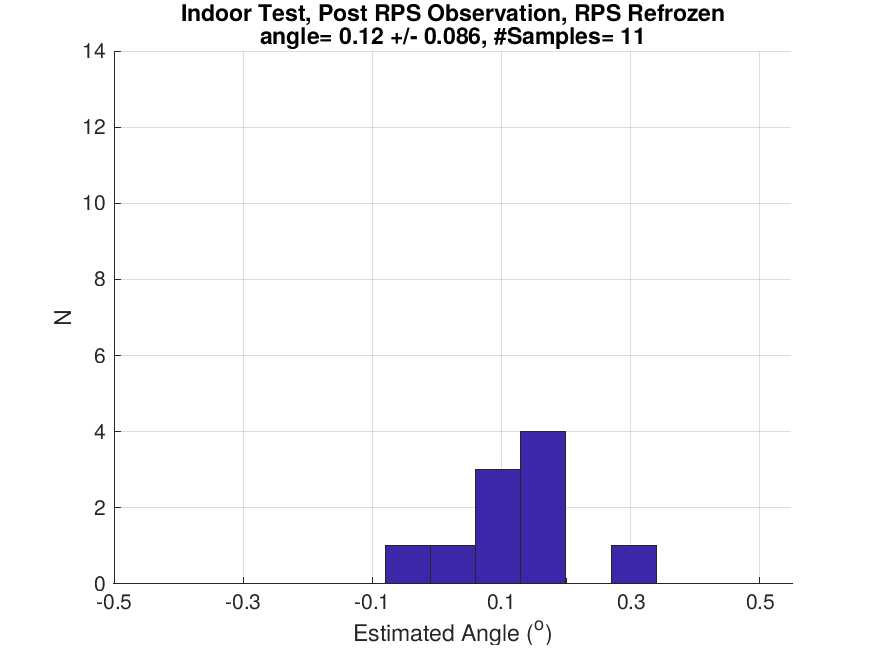 Indoor Test, Post RPS Observation, RPS Refrozen
angle= 0.12 +/- 0.086, #Samples= 11
14
12
10
8
6
4
2
0
N
-0.5 -0.3 -0.1 0.1 0.3 0.5
Estimated Angle (o)